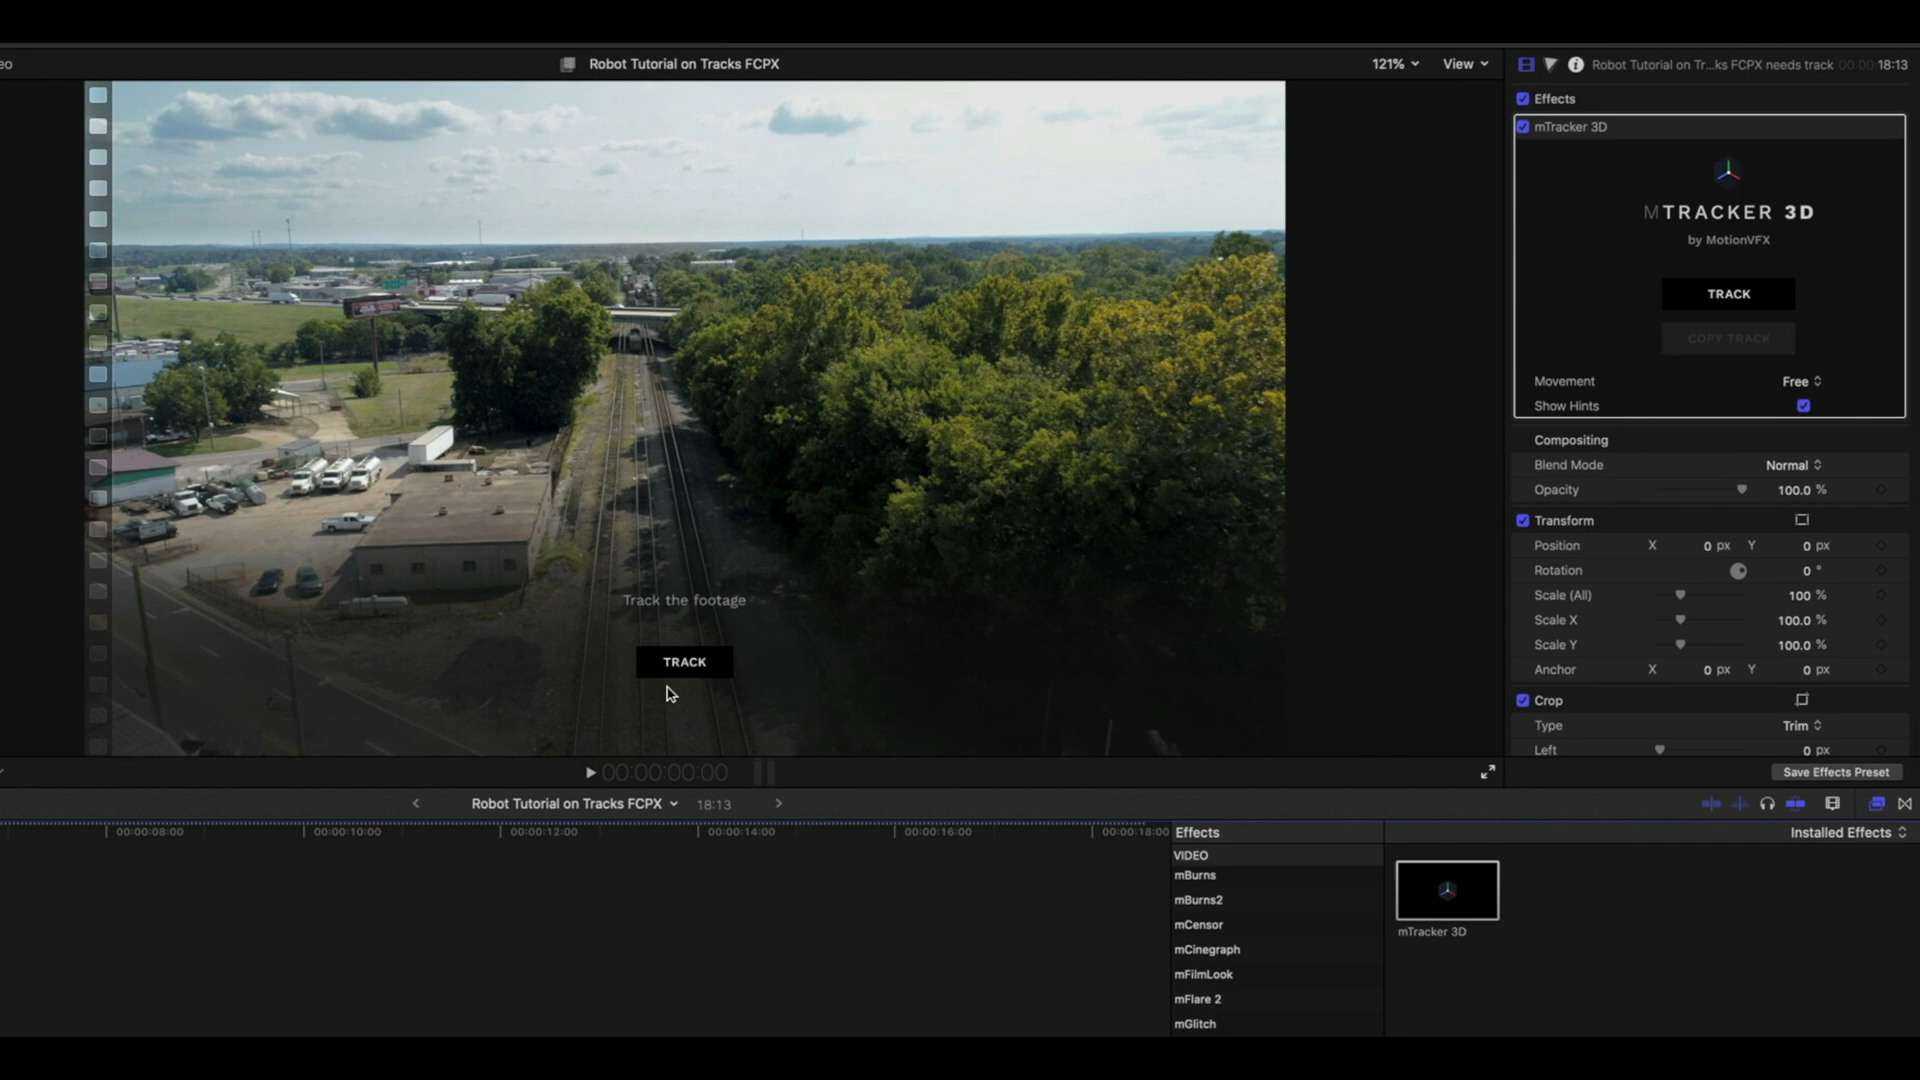 eo
Robot Tutorial on Tracks FCPX
121%
View
Robot Tutorial on Tr...ks FCPX needs track
00:00:18:13
Effects
mTracker 3D
MTRACKER 3D
by MotionVFX
TRACK
COPY TRACK
Movement
Free
Show Hints
Compositing
Blend Mode
Normal
Opacity
100.0 %
Transform
Position X 0 px Y 0 px
Rotation
0 °
Scale (All)
100 %
Scale X
100.0 %
Scale Y
100.0 %
Anchor X 0 px Y 0 px
Crop
Type
Trim
Left
0 px
Save Effects Preset
Track the footage
TRACK
00:00:00:00
Robot Tutorial on Tracks FCPX
18:13
00:00:08:00
00:00:10:00
00:00:12:00
00:00:14:00
00:00:16:00
00:00:18:00
Effects
Installed Effects
VIDEO
mBurns
mBurns2
mCensor
mCinegraph
mFilmLook
mFlare 2
mGlitch
mTracker 3D